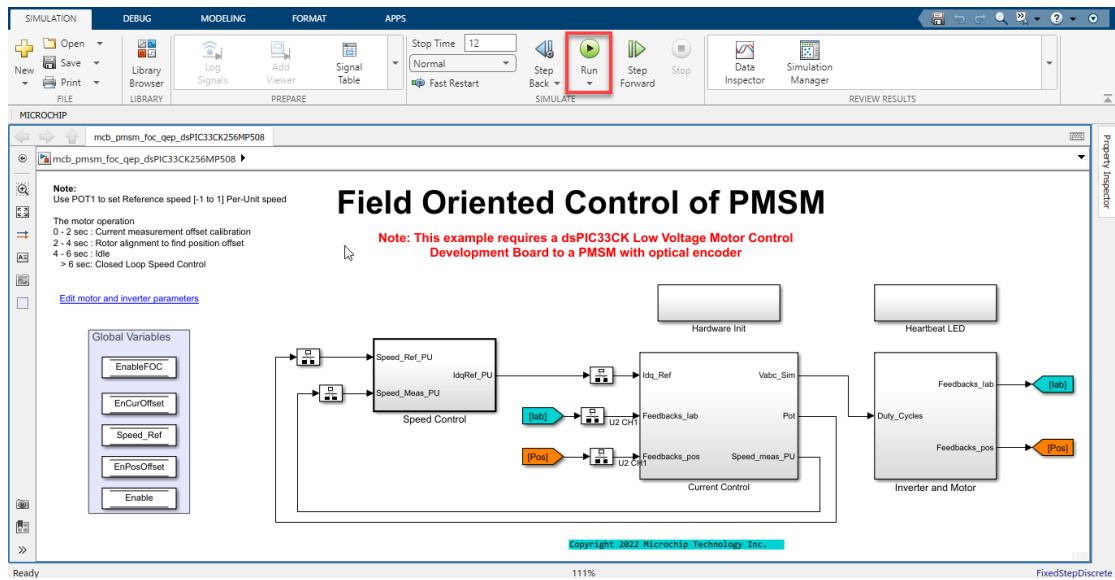 SIMULATION DEBUG MODELING FORMAT APPS
New
Open
Save
Print
FILE
Library
Browser
LIBRARY
Log
Signals
Add
Viewer
Signal
Table
PREPARE
Stop Time 12
Normal
Fast Restart
Step
Back
Run
Step
Forward
Stop
SIMULATE
Data
Inspector
Simulation
Manager
REVIEW RESULTS
MICROCHIP
mcb_pmsm_foc_qep_dsPIC33CK256MP508
mcb_pmsm_foc_qep_dsPIC33CK256MP508
Property Inspector
Note:
Use POT1 to set Reference speed [-1 to 1] Per-Unit speed
The motor operation
0 - 2 sec : Current measurement offset calibration
2 - 4 sec : Rotor alignment to find position offset
4 - 6 sec : Idle
> 6 sec: Closed Loop Speed Control
Edit motor and inverter parameters
Field Oriented Control of PMSM
Note: This example requires a dsPIC33CK Low Voltage Motor Control
Development Board to a PMSM with optical encoder
Hardware Init
Heartbeat LED
Global Variables
EnableFOC
EnCurOffset
Speed_Ref
EnPosOffset
Enable
Speed_Ref_PU
Speed_Meas_PU
IdqRef_PU
Speed Control
[Iab]
U2 CH1
[Pos]
U2 CH1
Idq_Ref
Feedbacks_Iab
Feedbacks_pos
Vabc_Sim
Pot
Speed_meas_PU
Current Control
Duty_Cycles
Feedbacks_Iab
Feedbacks_pos
Inverter and Motor
[Iab]
[Pos]
Copyright 2022 Microchip Technology Inc.
Ready 111% FixedStepDiscrete